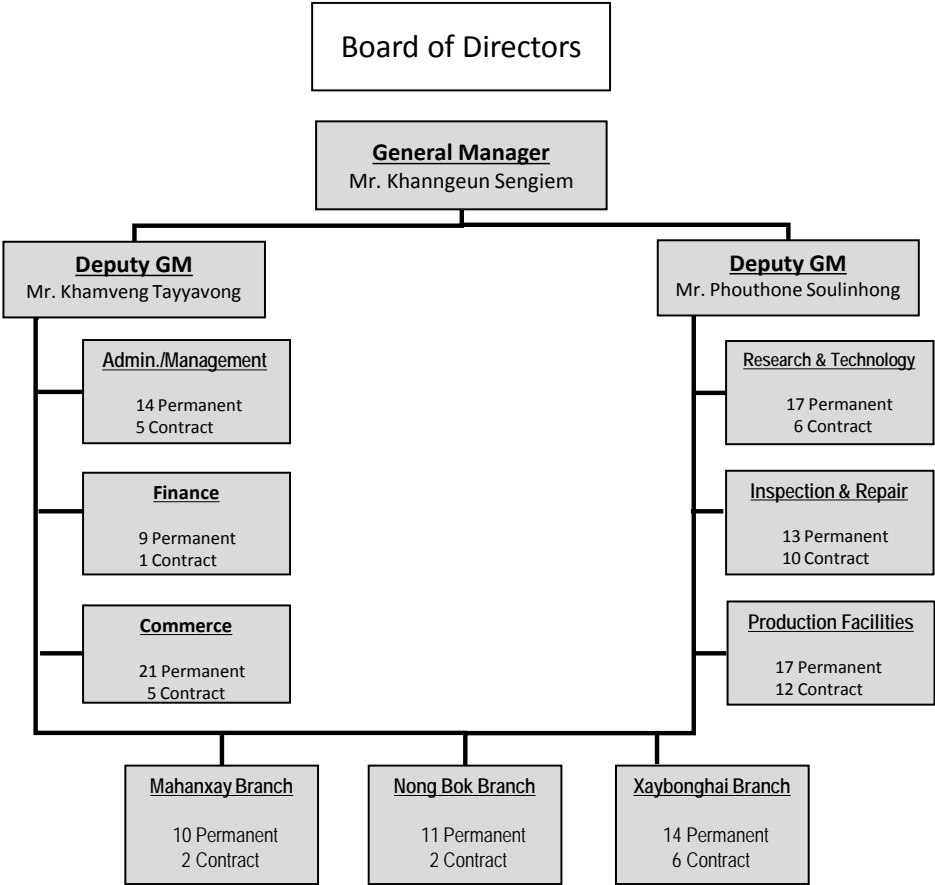 Board of Directors
General Manager
Mr. Khanngeun Sengiem
Deputy GM
Mr. Khamveng Tayyavong
Deputy GM
Mr. Phouthone Soulinhong
Admin./Management
14 Permanent
5 Contract
Research & Technology
17 Permanent
6 Contract
Finance
9 Permanent
1 Contract
Inspection & Repair
13 Permanent
10 Contract
Commerce
21 Permanent
5 Contract
Production Facilities
17 Permanent
12 Contract
Mahanxay Branch
10 Permanent
2 Contract
Nong Bok Branch
11 Permanent
2 Contract
Xaybonghai Branch
14 Permanent
6 Contract